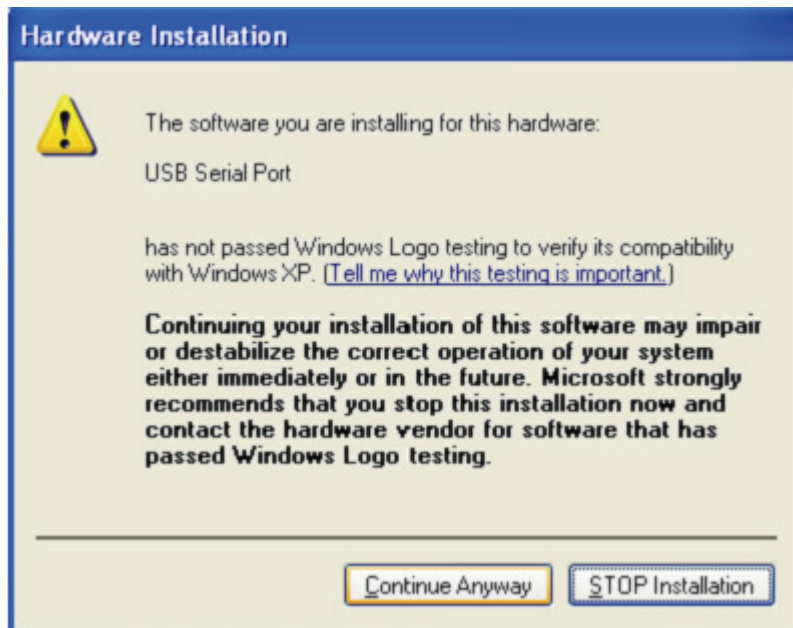 Hardware Installation
The software you are installing for this hardware:
USB Serial Port
has not passed Windows Logo testing to verify its compatibility
with Windows XP. (Tell me why this testing is important.)
Continuing your installation of this software may impair
or destabilize the correct operation of your system
either immediately or in the future. Microsoft strongly
recommends that you stop this installation now and
contact the hardware vendor for software that has
passed Windows Logo testing.
Continue Anyway
STOP Installation